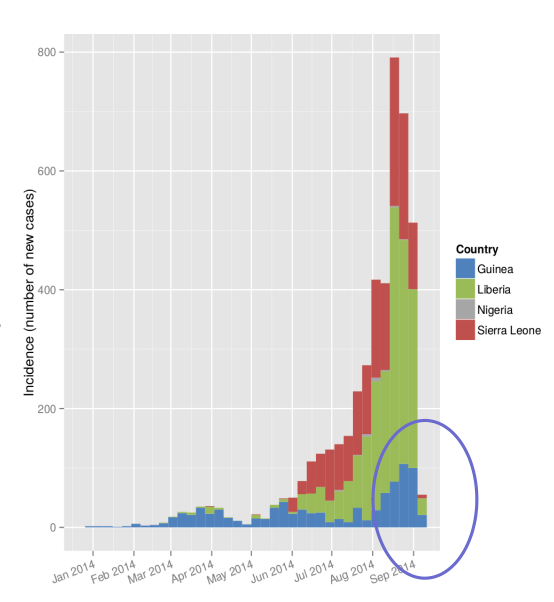 800
600
400
200
0
Incidence (number of new cases)
Jan 2014
Feb 2014
Mar 2014
Apr 2014
May 2014
Jun 2014
Jul 2014
Aug 2014
Sep 2014
Country
Guinea
Liberia
Nigeria
Sierra Leone